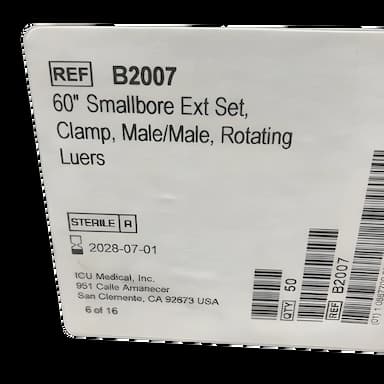 REF B2007
60" Smallbore Ext Set,
Clamp, Male/Male, Rotating
Luers
STERILE R
2028-07-01
ICU Medical, Inc.
951 Calle Amanecer
San Clemente, CA 92673 USA
6 of 16
QTY 50
REF B2007